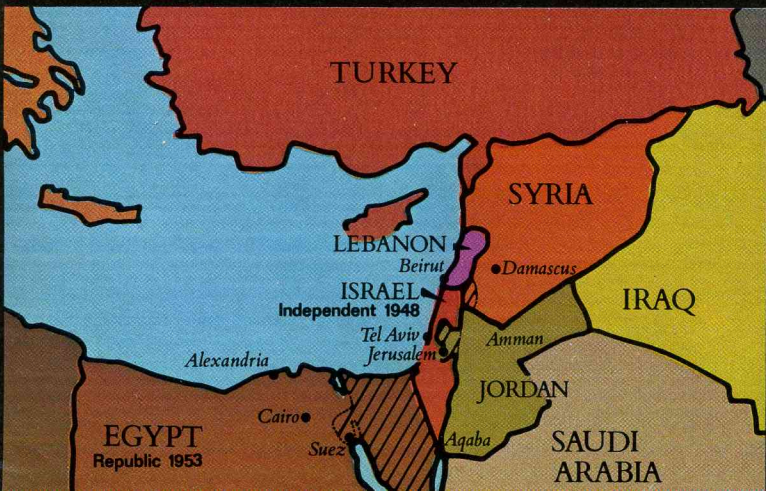 TURKEY
SYRIA
LEBANON
Beirut
Damascus
ISRAEL
Independent 1948
IRAQ
Tel Aviv
Jerusalem
Amman
Alexandria
JORDAN
Cairo
EGYPT
Republic 1953
Suez
Aqaba
SAUDI
ARABIA